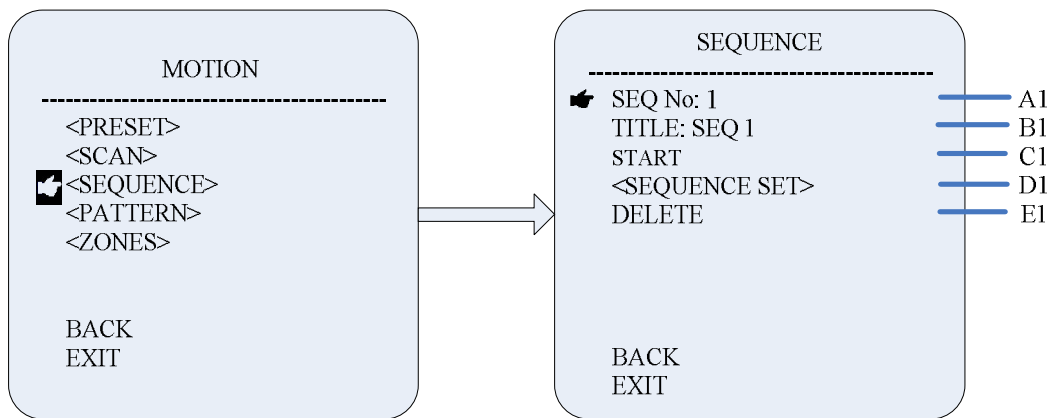 MOTION
<PRESET>
<SCAN>
<SEQUENCE>
<PATTERN>
<ZONES>
BACK
EXIT
SEQUENCE
SEQ No: 1
TITLE: SEQ 1
START
<SEQUENCE SET>
DELETE
BACK
EXIT
A1
B1
C1
D1
E1